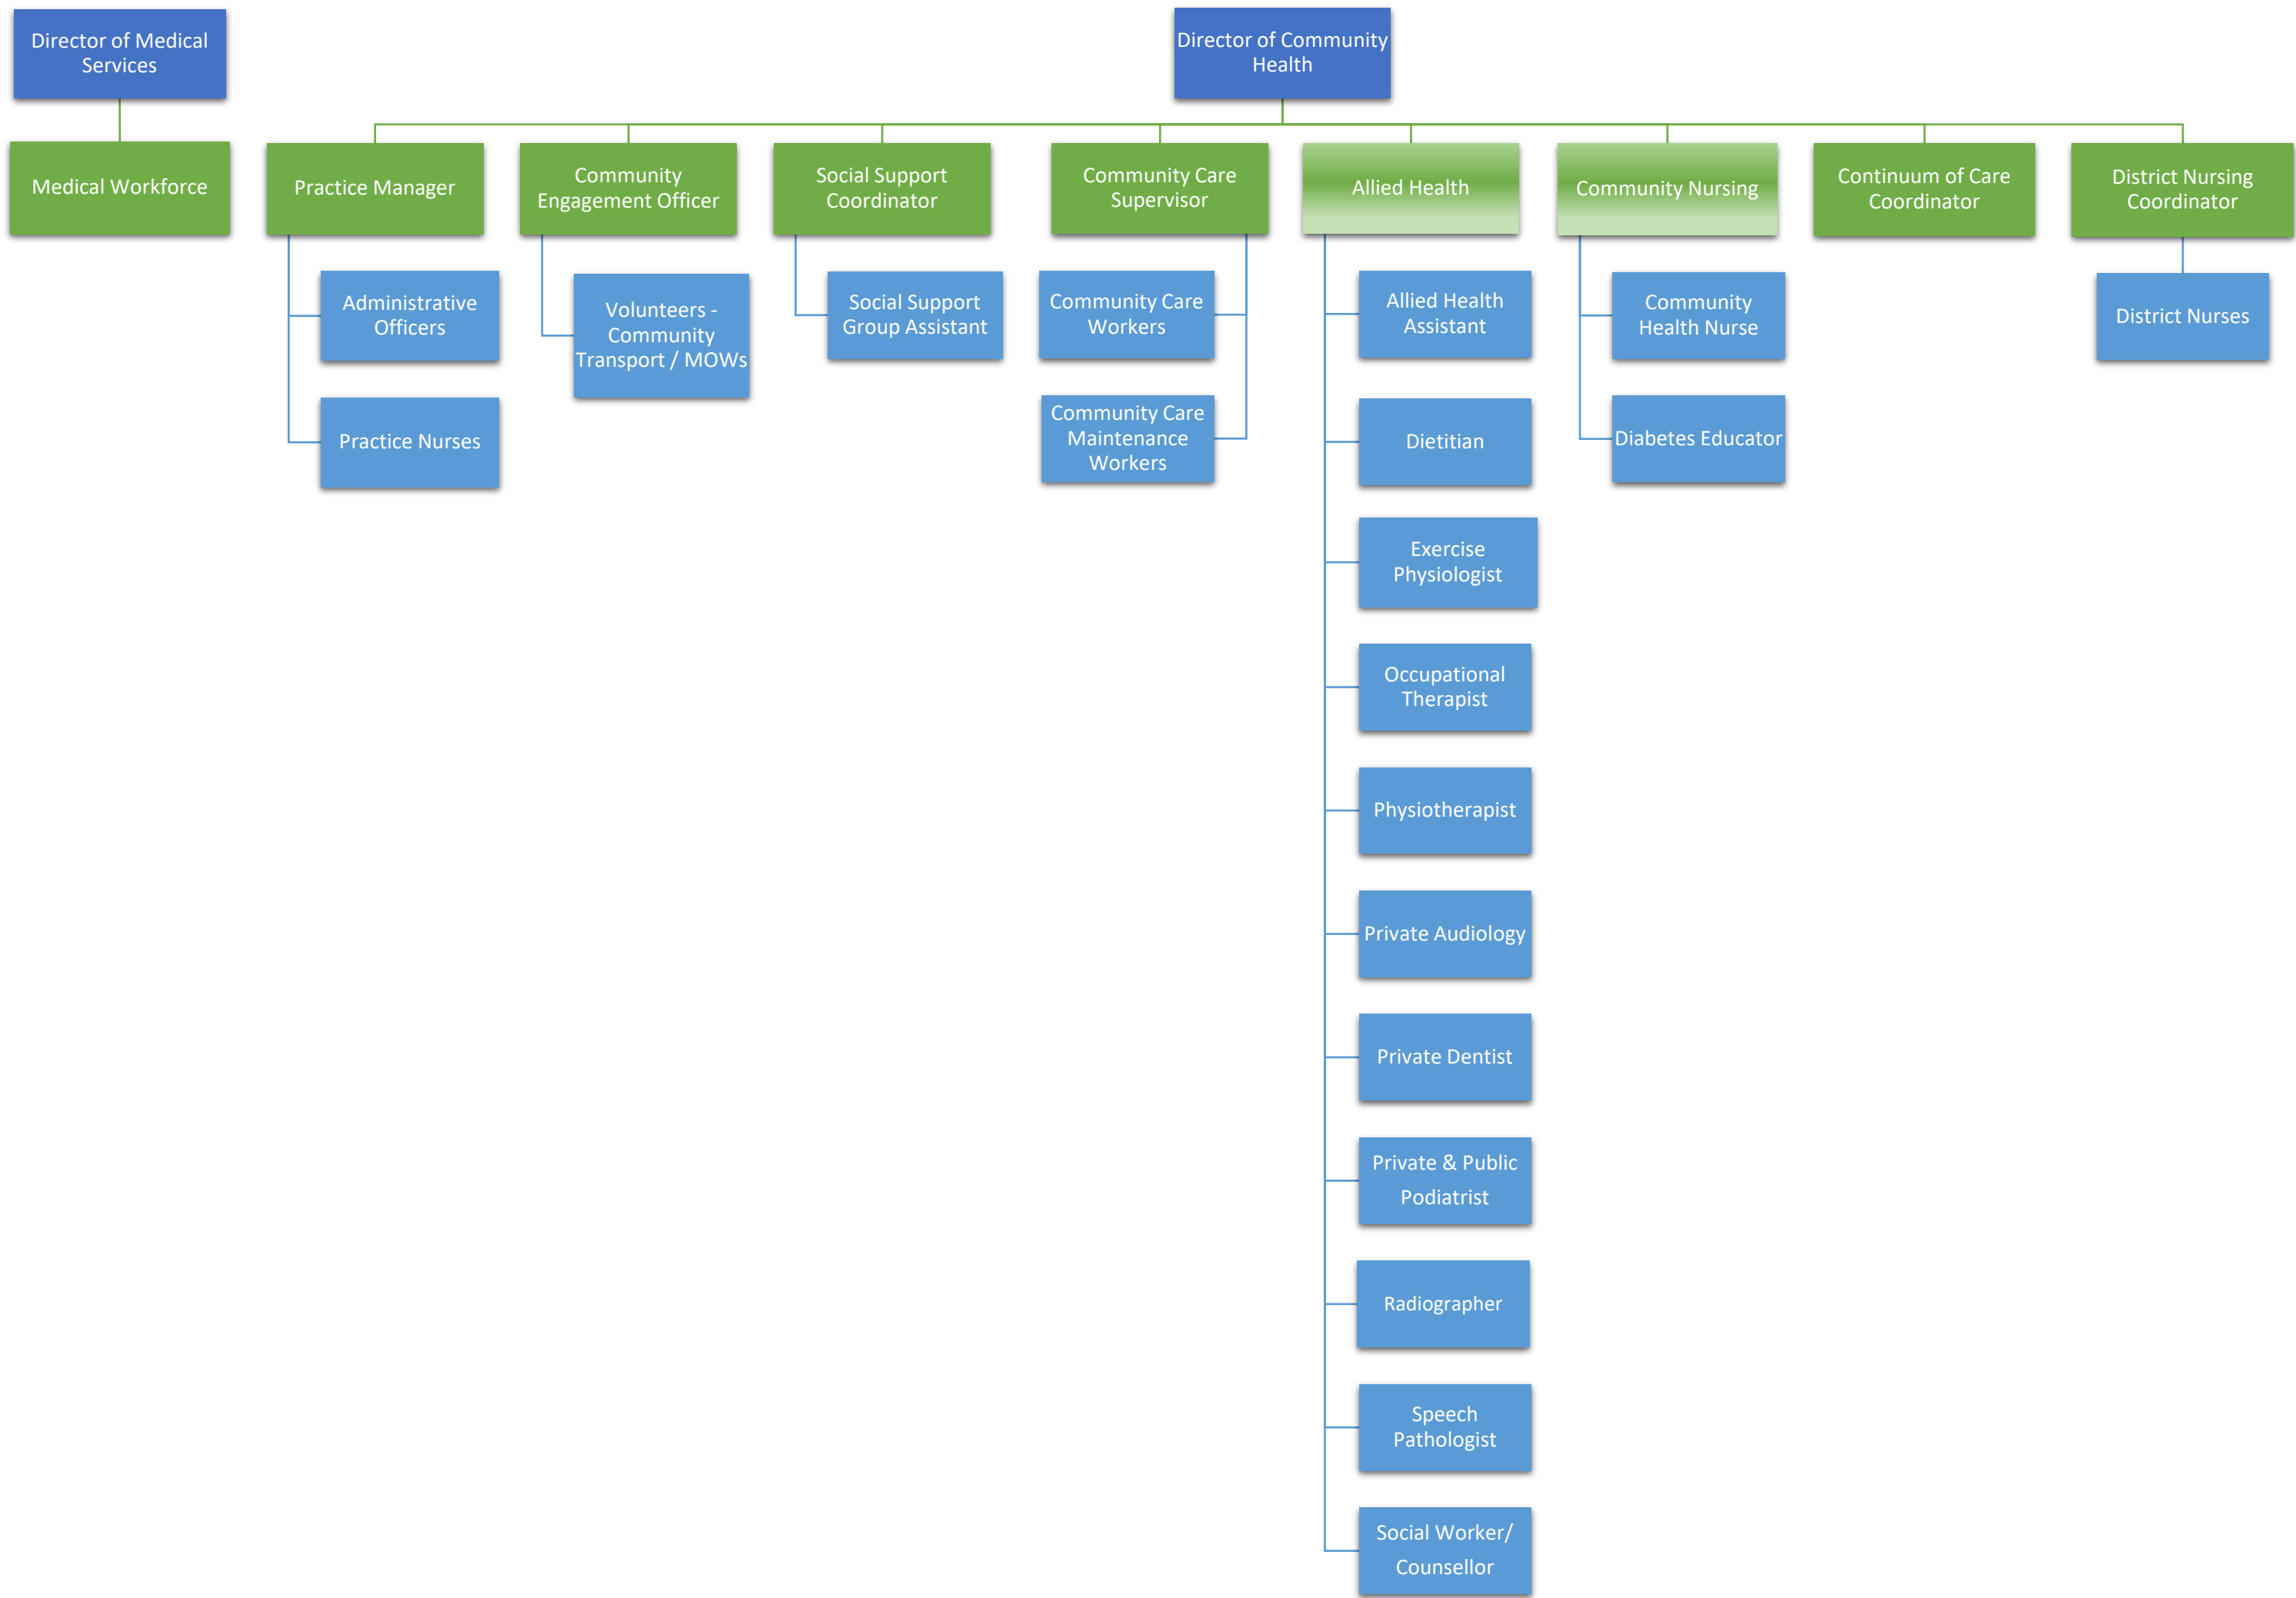 Director of Medical
Services
Director of Community
Health
Medical Workforce
Practice Manager
Community
Engagement Officer
Social Support
Coordinator
Community Care
Supervisor
Allied Health
Community Nursing
Continuum of Care
Coordinator
District Nursing
Coordinator
Administrative
Officers
Practice Nurses
Volunteers -
Community
Transport / MOWs
Social Support
Group Assistant
Community Care
Workers
Community Care
Maintenance
Workers
Allied Health
Assistant
Dietitian
Exercise
Physiologist
Occupational
Therapist
Physiotherapist
Private Audiology
Private Dentist
Private & Public
Podiatrist
Radiographer
Speech
Pathologist
Social Worker/
Counsellor
Community
Health Nurse
Diabetes Educator
District Nurses